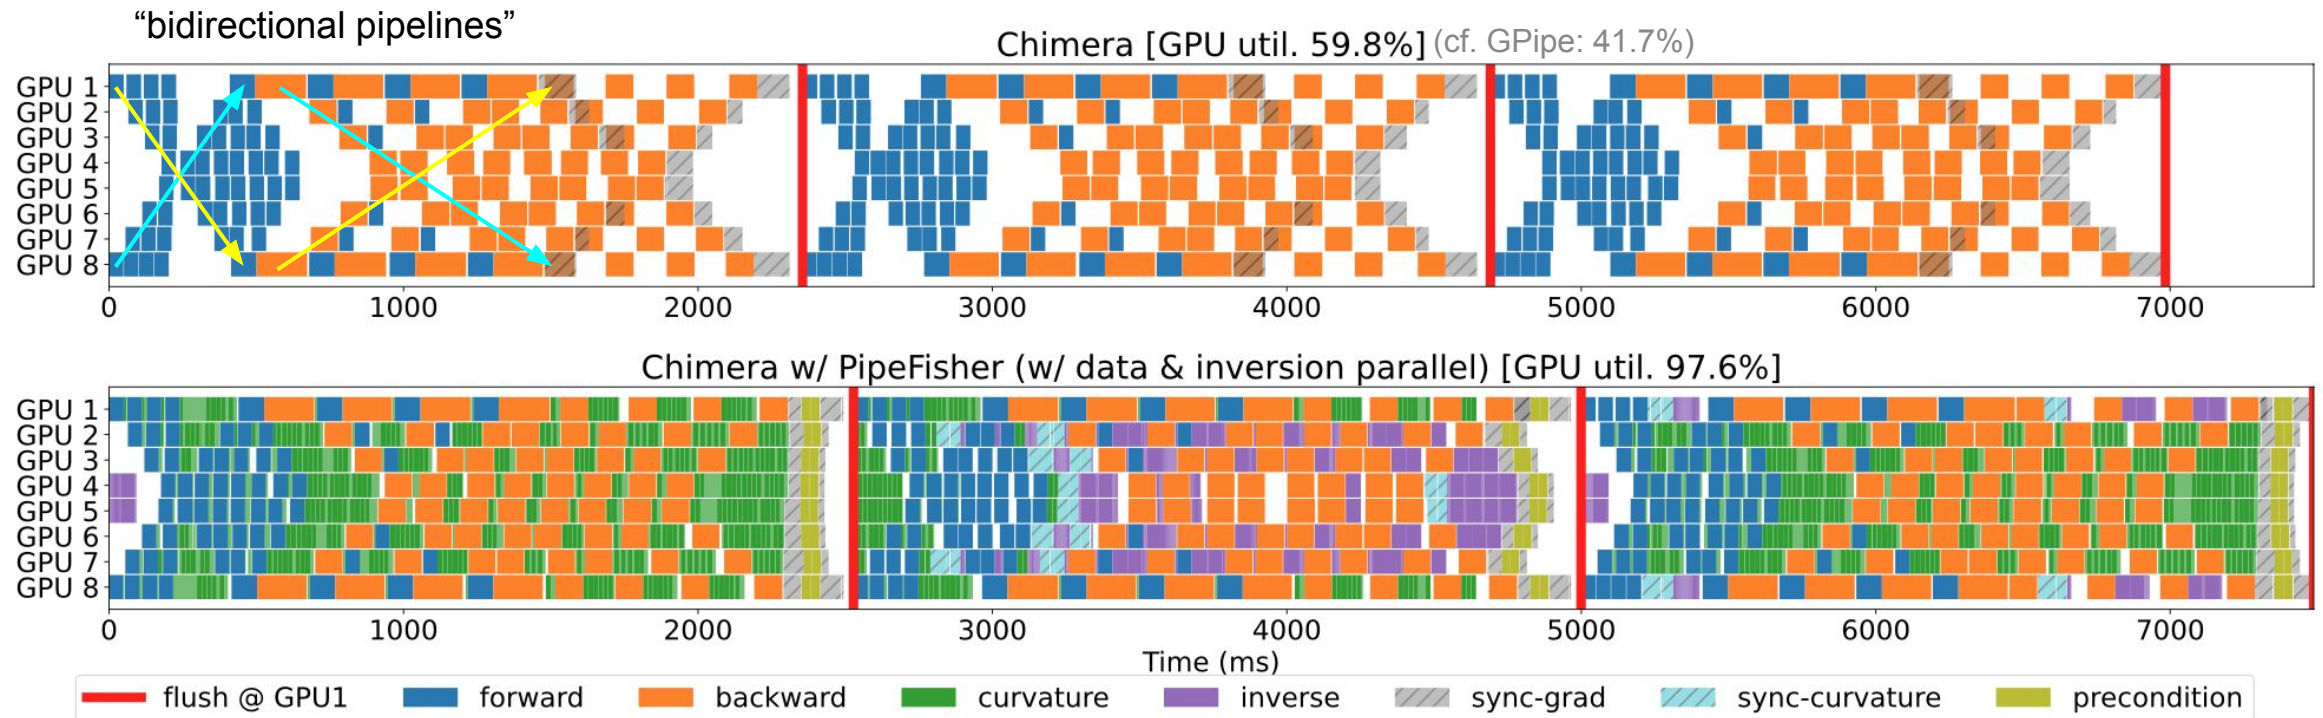 “bidirectional pipelines”
Chimera [GPU util. 59.8%] (cf. GPipe: 41.7%)
GPU 1
GPU 2
GPU 3
GPU 4
GPU 5
GPU 6
GPU 7
GPU 8
0 1000 2000 3000 4000 5000 6000 7000
Chimera w/ PipeFisher (w/ data & inversion parallel) [GPU util. 97.6%]
GPU 1
GPU 2
GPU 3
GPU 4
GPU 5
GPU 6
GPU 7
GPU 8
0 1000 2000 3000 4000 5000 6000 7000
Time (ms)
flush @ GPU1 forward backward curvature inverse sync-grad sync-curvature precondition